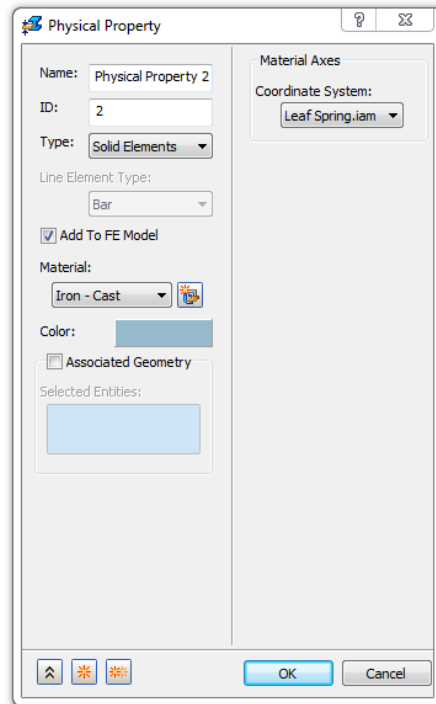 Physical Property
Name: Physical Property 2
ID: 2
Type: Solid Elements
Line Element Type:
Bar
Add To FE Model
Material:
Iron - Cast
Color:
Associated Geometry
Selected Entities:
Material Axes
Coordinate System:
Leaf Spring.iam
OK Cancel